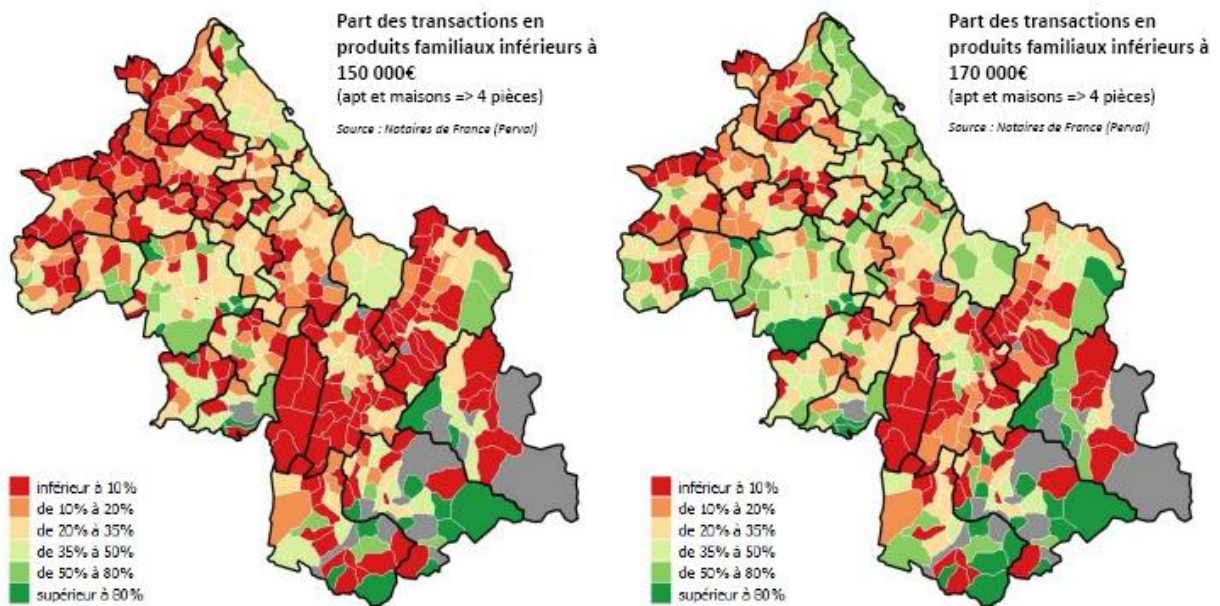 Part des transactions en
produits familiaux inférieurs à
150 000€
(apt et maisons => 4 pièces)
Source : Notaires de France (Perval)
inférieur à 10%
de 10% à 20%
de 20% à 35%
de 35% à 50%
de 50% à 80%
supérieur à 80%
Part des transactions en
produits familiaux inférieurs à
170 000€
(apt et maisons => 4 pièces)
Source : Notaires de France (Perval)
inférieur à 10%
de 10% à 20%
de 20% à 35%
de 35% à 50%
de 50% à 80%
supérieur à 80%